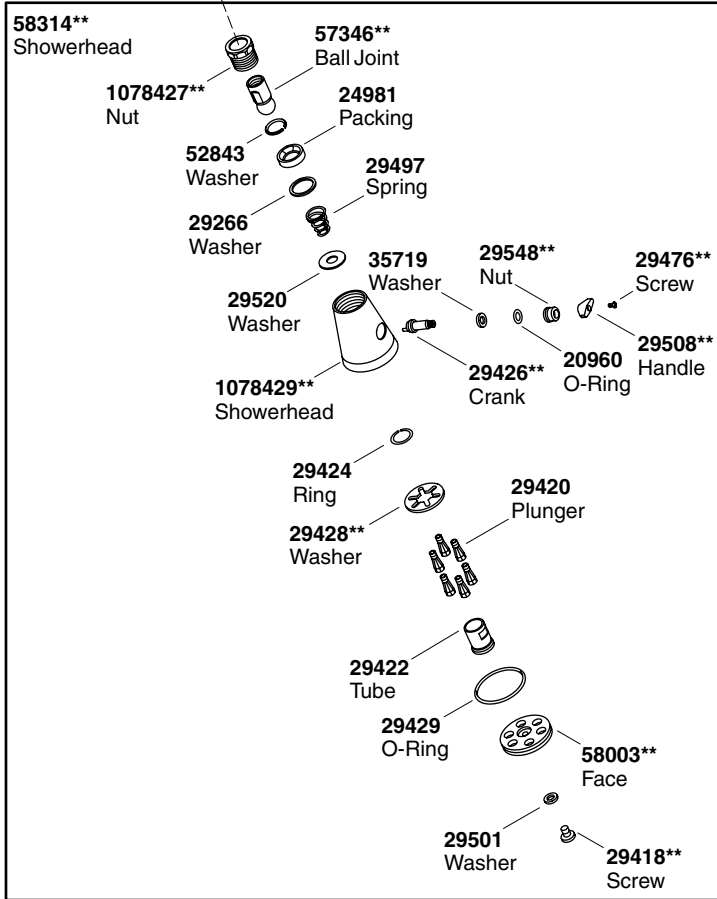 58314**
Showerhead
57346**
Ball Joint
1078427**
Nut
24981
Packing
52843
Washer
29497
Spring
29266
Washer
35719
Washer
29548**
Nut
29476**
Screw
29520
Washer
29508**
Handle
20960
O-Ring
29426**
Crank
1078429**
Showerhead
29424
Ring
29420
Plunger
29428**
Washer
29422
Tube
29429
O-Ring
58003**
Face
29501
Washer
29418**
Screw